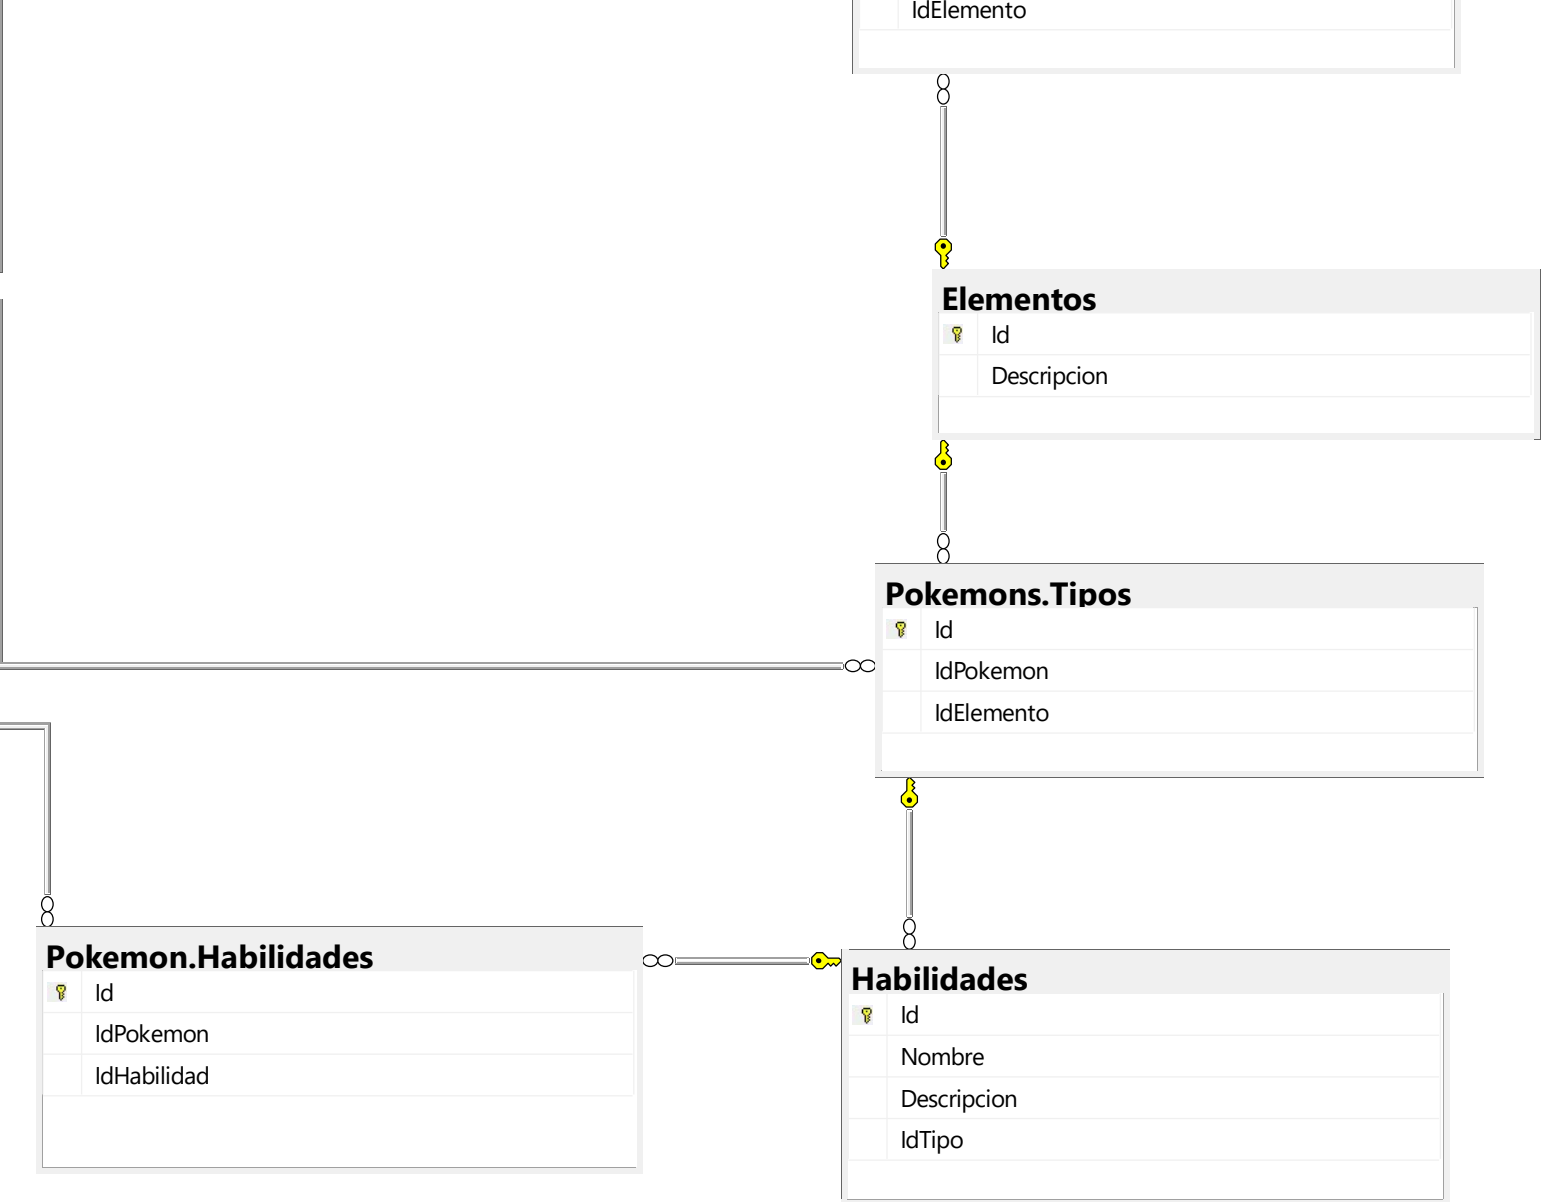 IdElemento
Elementos
Id
Descripcion
Pokemons.Tipos
Id
IdPokemon
IdElemento
Pokemon.Habilidades
Id
IdPokemon
IdHabilidad
Habilidades
Id
Nombre
Descripcion
IdTipo